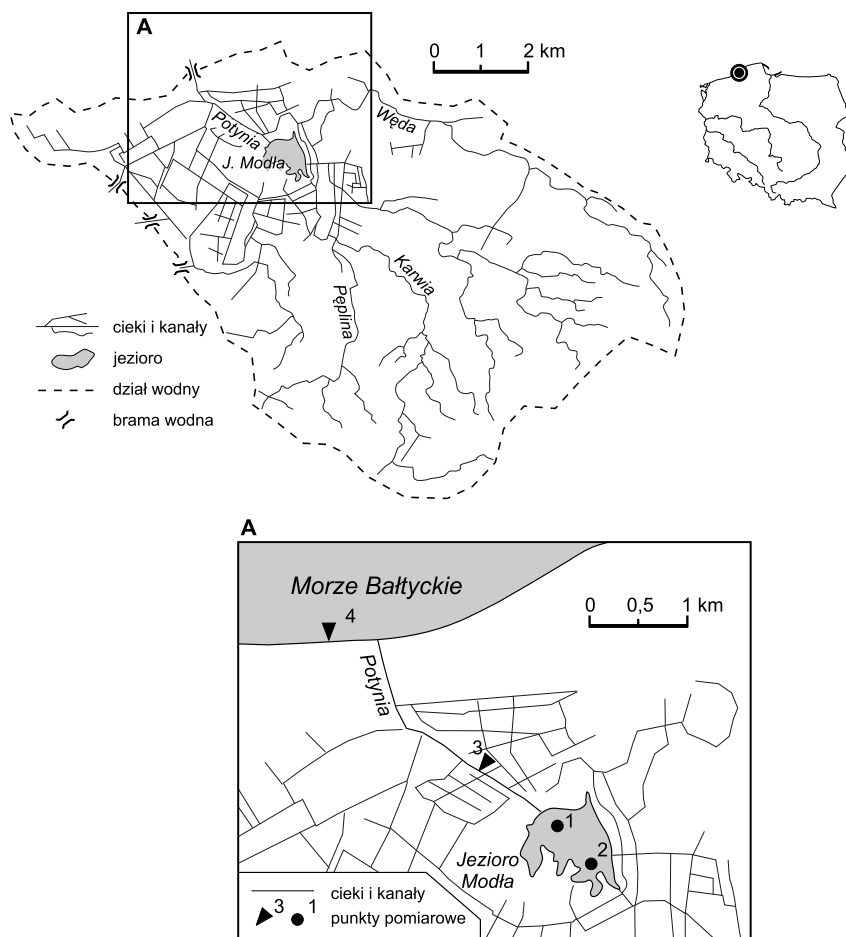 A
0 1 2 km
Potynia
J. Modła
Węda
Karwia
Pęplina
cieki i kanały
jezioro
dział wodny
brama wodna
A
Morze Bałtyckie
4
0 0,5 1 km
Potynia
3
1
2
Jezioro
Modła
cieki i kanały
3 1 punkty pomiarowe